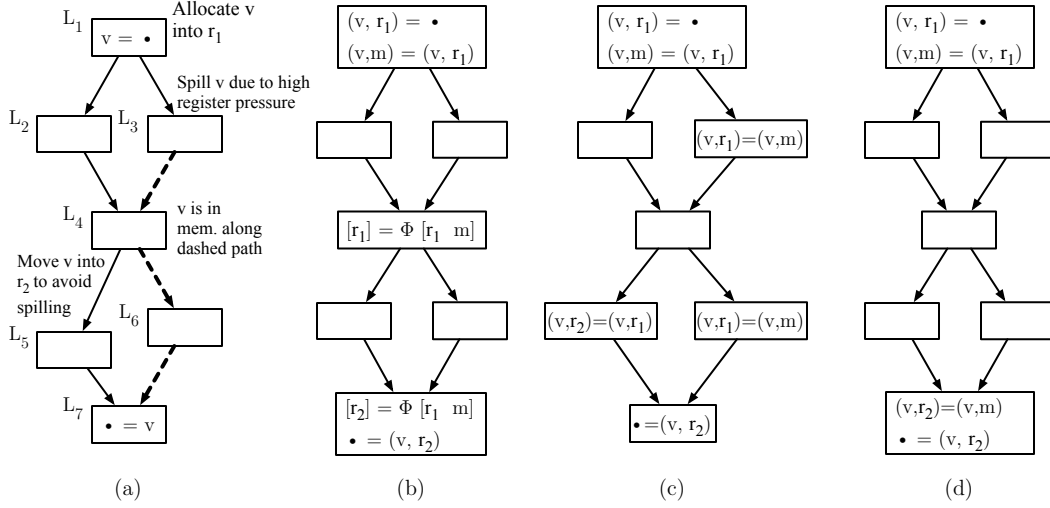 L1
Allocate v
into r1
v = •
Spill v due to high
register pressure
L2
L3
L4
v is in
mem. along
dashed path
Move v into
r2 to avoid
spilling
L6
L5
L7
• = v
(a)
(v, r1) = •
(v,m) = (v, r1)
[r1] = Φ [r1 m]
[r2] = Φ [r1 m]
• = (v, r2)
(b)
(v, r1) = •
(v,m) = (v, r1)
(v,r1)=(v,m)
(v,r2)=(v,r1)
(v,r1)=(v,m)
•=(v, r2)
(c)
(v, r1) = •
(v,m) = (v, r1)
(v,r2)=(v,m)
• = (v, r2)
(d)